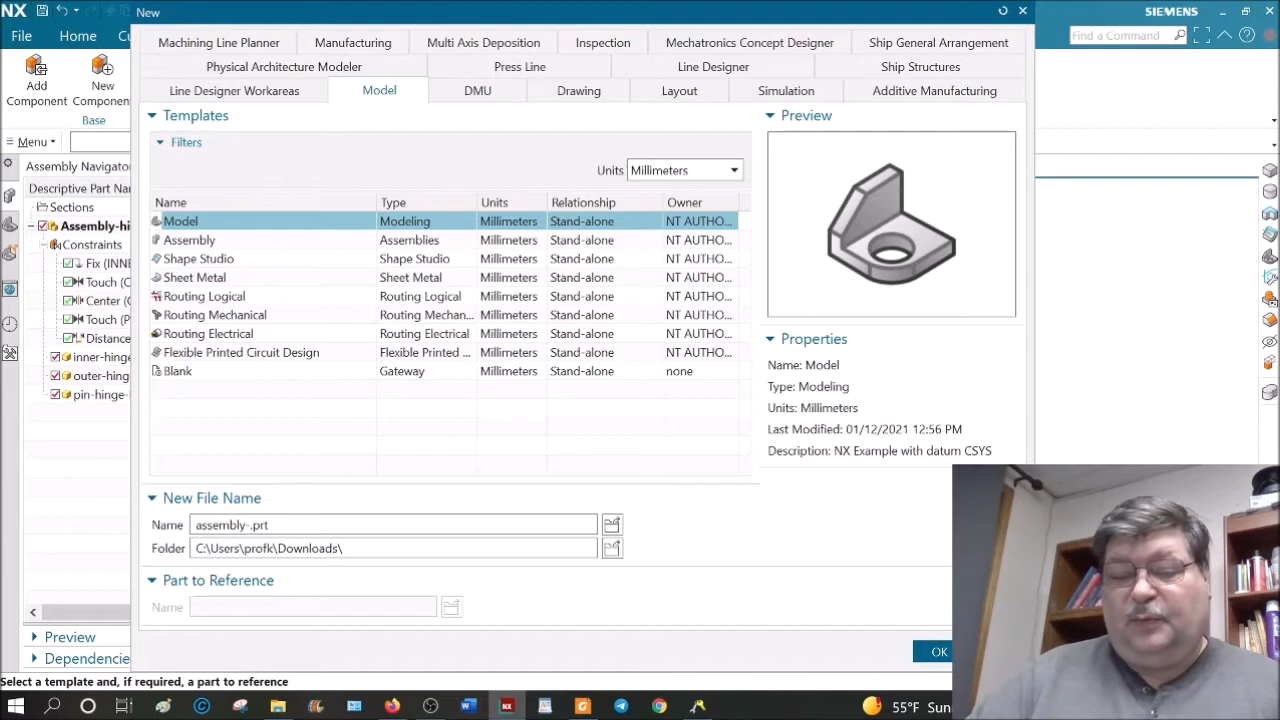 NX
New
SIEMENS
File
Home
Cu
Machining Line Planner
Manufacturing
Multi Axis Deposition
Inspection
Mechatronics Concept Designer
Ship General Arrangement
Find a Command
Physical Architecture Modeler
Press Line
Line Designer
Ship Structures
Add
Component
New
Component
Base
Line Designer Workareas
Model
DMU
Drawing
Layout
Simulation
Additive Manufacturing
Menu
Assembly Navigato
Descriptive Part Na
Sections
Assembly-hi
Constraints
Fix (INNE
Touch (C
Center (
Touch (P
Distance
inner-hinge
outer-hing
pin-hinge-
Templates
Filters
Units Millimeters
Name Type Units Relationship Owner
Model Modeling Millimeters Stand-alone NT AUTHO...
Assembly Assemblies Millimeters Stand-alone NT AUTHO...
Shape Studio Shape Studio Millimeters Stand-alone NT AUTHO...
Sheet Metal Sheet Metal Millimeters Stand-alone NT AUTHO...
Routing Logical Routing Logical Millimeters Stand-alone NT AUTHO...
Routing Mechanical Routing Mechan... Millimeters Stand-alone NT AUTHO...
Routing Electrical Routing Electrical Millimeters Stand-alone NT AUTHO...
Flexible Printed Circuit Design Flexible Printed ... Millimeters Stand-alone NT AUTHO...
Blank Gateway Millimeters Stand-alone none
Preview
Properties
Name: Model
Type: Modeling
Units: Millimeters
Last Modified: 01/12/2021 12:56 PM
Description: NX Example with datum CSYS
New File Name
Name assembly-.prt
Folder C:\Users\profk\Downloads\
Part to Reference
Name
OK
Preview
Dependencie
Select a template and, if required, a part to reference
55°F Sun